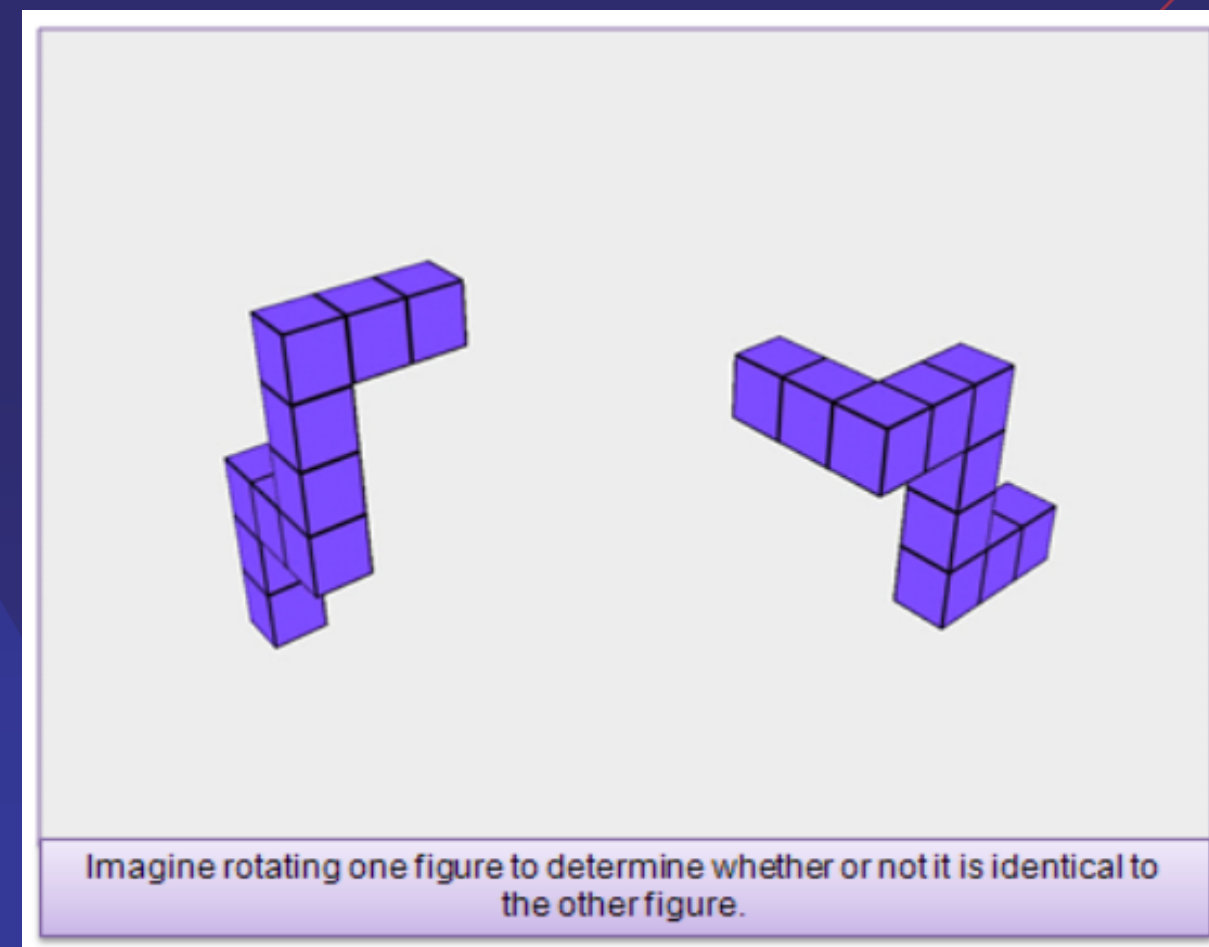 Imagine rotating one figure to determine whether or not it is identical to
the other figure.